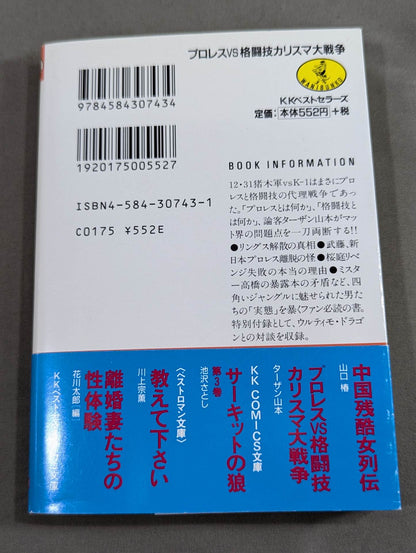 プロレスVS格闘技カリスマ大戦争
WANIBUNKO
KKベストセラーズ
定価：本体552円+税
9784584307434
1920175005527
ISBN4-584-30743-1
C0175 ¥552E
BOOK INFORMATION
12・31猪木軍vsK-1はまさにプロ
レスと格闘技の代理戦争であっ
た。「プロレスとは何か」、「格闘技と
は何か」、論客ターザン山本がマット
界の問題点を一刀両断する!!
●リングス解散の真相●武藤、新
日本プロレス離脱の怪●桜庭リベ
ンジ失敗の本当の理由●ミスタ
ー高橋の暴露本の矛盾など、四
角いジャングルに魅せられた男た
ちの「実態」を暴くファン必読の書。
特別付録として、ウルティモ・ドラゴ
ンとの対談を収録。
山口 椿
中国残酷女列伝
ターザン山本
プロレスVS格闘技
カリスマ大戦争
KK COMICS文庫
池沢さとし
サーキットの狼
第3巻
〈ベストロマン文庫〉
川上宗薫
教えて下さい
花川太郎 編
離婚妻たちの
性体験
KKベスト
文庫